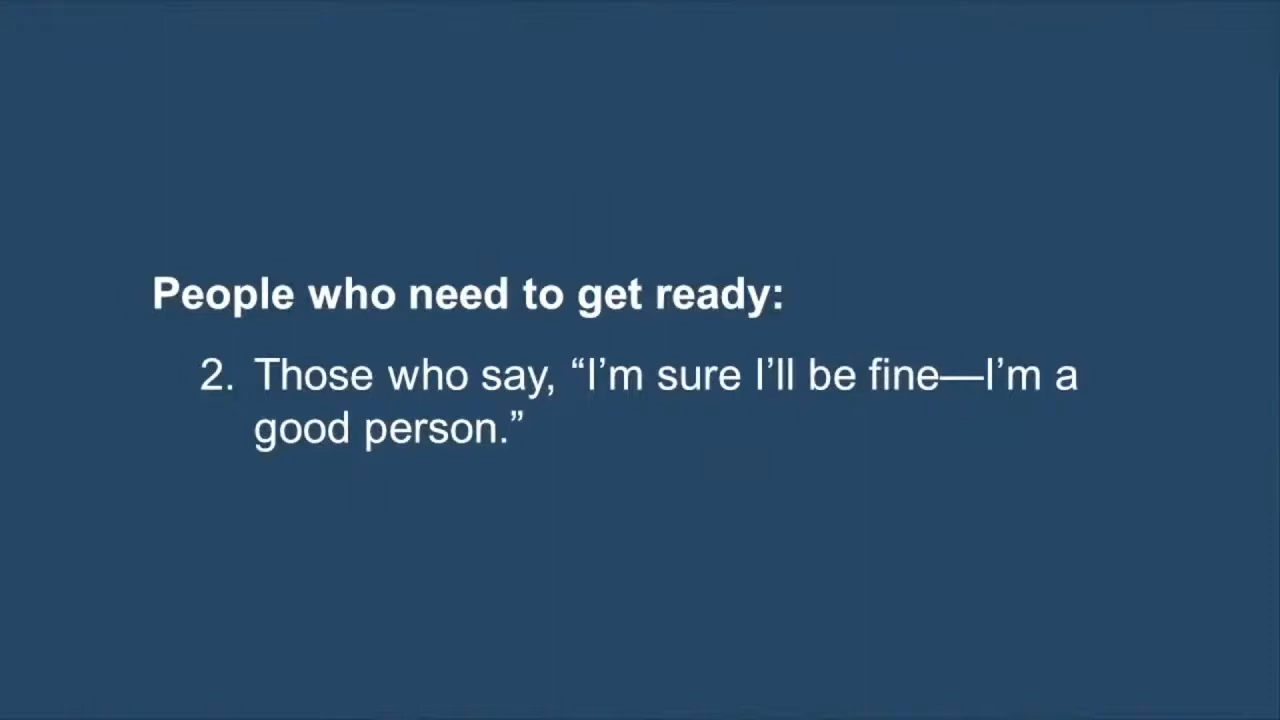 People who need to get ready:
2. Those who say, “I’m sure I’ll be fine—I’m a
good person.”